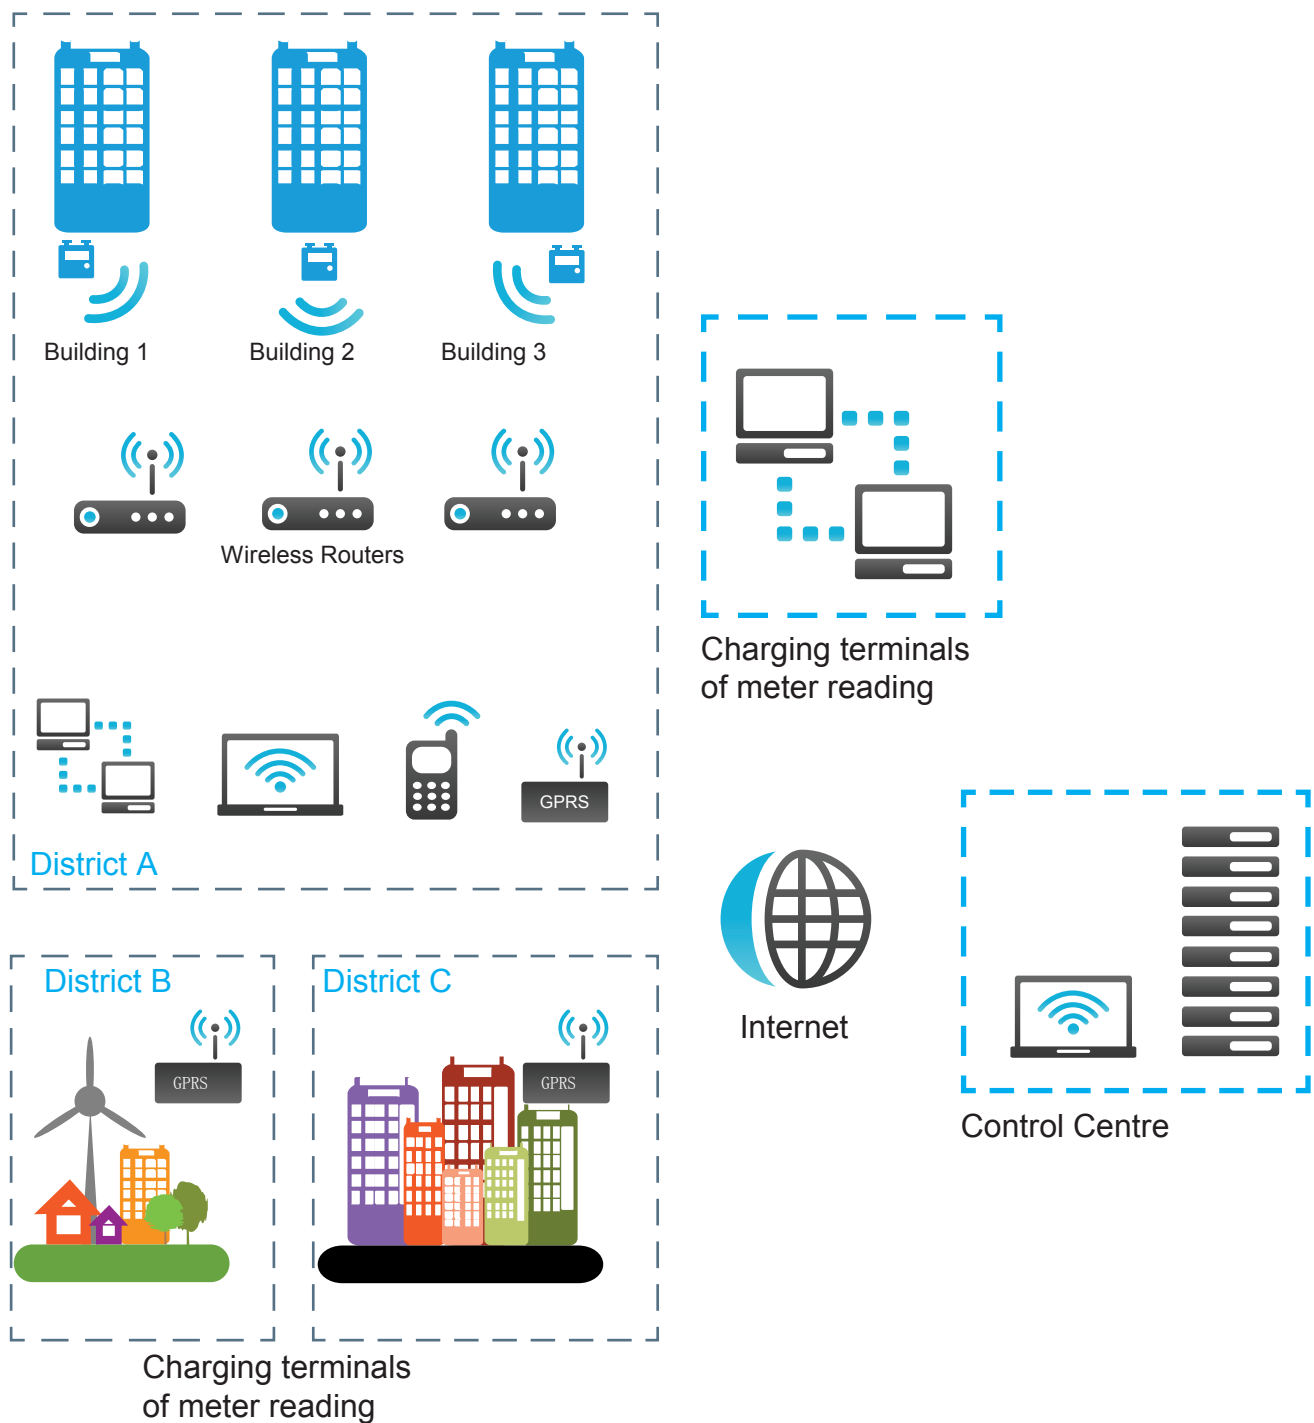 Building 1
Building 2
Building 3
Wireless Routers
Charging terminals
of meter reading
GPRS
District A
District B
District C
GPRS
GPRS
Internet
Control Centre
Charging terminals
of meter reading